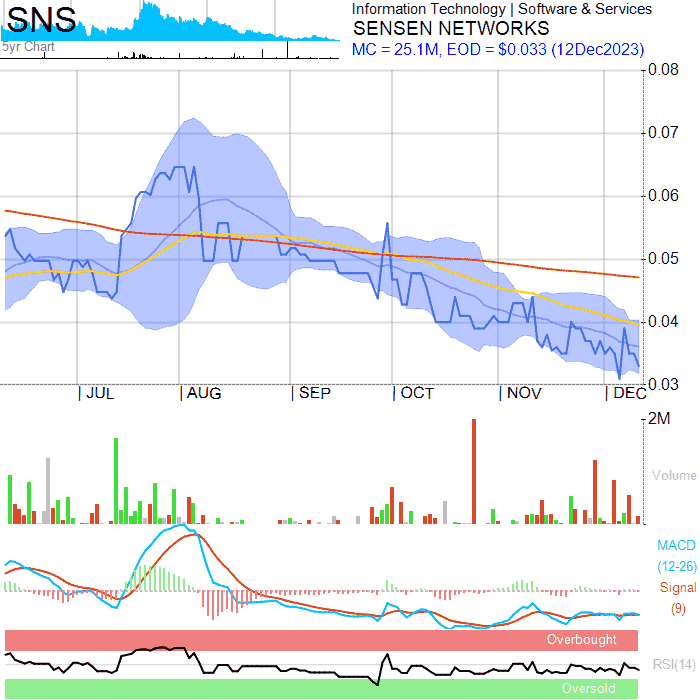 SNS
5yr Chart
Information Technology | Software & Services
SENSEN NETWORKS
MC = 25.1M, EOD = $0.033 (12Dec2023)
0.08
0.07
0.06
0.05
0.04
0.03
JUL
AUG
SEP
OCT
NOV
DEC
2M
Volume
MACD
(12-26)
Signal
(9)
Overbought
RSI(14)
Oversold